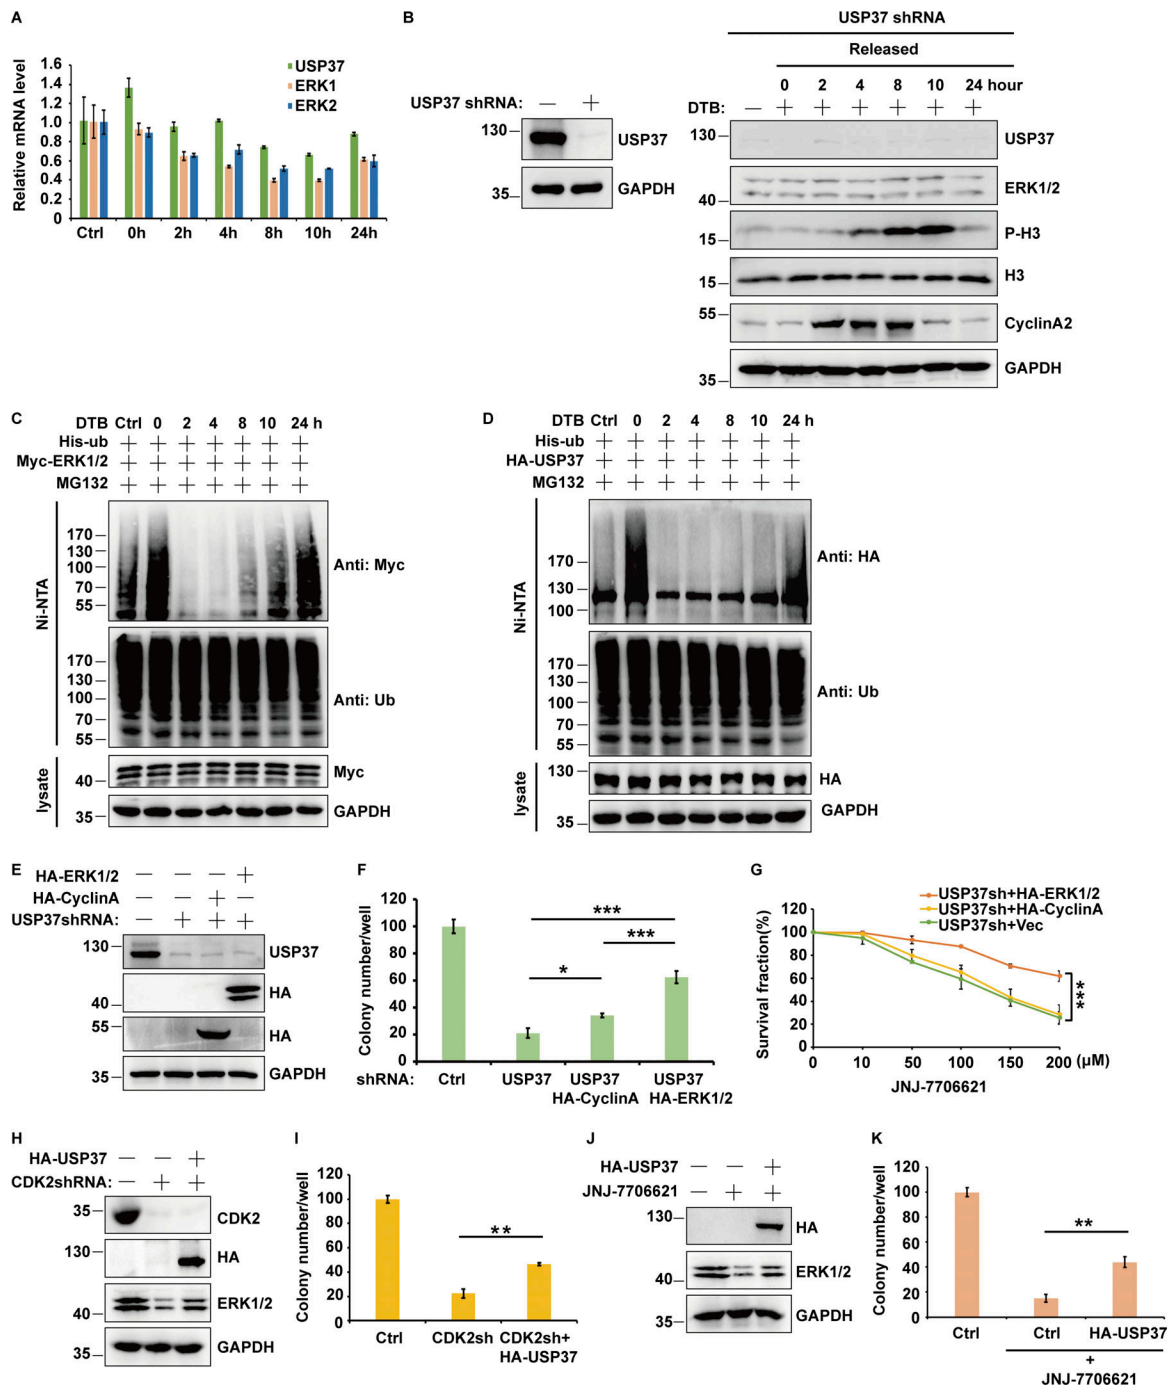 A
Relative mRNA level
1.6
1.4
1.2
1.0
0.8
0.6
0.4
0.2
0
USP37
ERK1
ERK2
Ctrl 0h 2h 4h 8h 10h 24h
B
USP37 shRNA: — +
130
USP37
35
GAPDH
USP37 shRNA
Released
0 2 4 8 10 24 hour
DTB: — + + + + + +
130 USP37
40 ERK1/2
15 P-H3
15 H3
55 CyclinA2
35 GAPDH
C
DTB Ctrl 0 2 4 8 10 24 h
His-ub + + + + + + +
Myc-ERK1/2 + + + + + + +
MG132 + + + + + + +
Ni-NTA
170
130
100
70
55
Anti: Myc
170
130
100
70
55
Anti: Ub
lysate
40 Myc
35 GAPDH
D
DTB Ctrl 0 2 4 8 10 24 h
His-ub + + + + + + +
HA-USP37 + + + + + + +
MG132 + + + + + + +
Ni-NTA
170
130
100
Anti: HA
170
130
100
70
55
Anti: Ub
lysate
130 HA
35 GAPDH
E
HA-ERK1/2 — — — +
HA-CyclinA — — + —
USP37shRNA: — + + +
130 USP37
40 HA
55 HA
35 GAPDH
F
Colony number/well
120
100
80
60
40
20
0
***
***
*
shRNA: Ctrl USP37 USP37 USP37
HA-CyclinA HA-ERK1/2
G
USP37sh+HA-ERK1/2
USP37sh+HA-CyclinA
USP37sh+Vec
Survival fraction(%)
120
100
80
60
40
20
0
***
0 10 50 100 150 200 (μM)
JNJ-7706621
H
HA-USP37 — — +
CDK2shRNA: — + +
35 CDK2
130 HA
40 ERK1/2
35 GAPDH
I
Colony number/well
120
100
80
60
40
20
0
**
Ctrl CDK2sh CDK2sh+
HA-USP37
J
HA-USP37 — — +
JNJ-7706621 — + +
130 HA
40 ERK1/2
35 GAPDH
K
Colony number/well
120
100
80
60
40
20
0
**
Ctrl Ctrl HA-USP37
+
JNJ-7706621